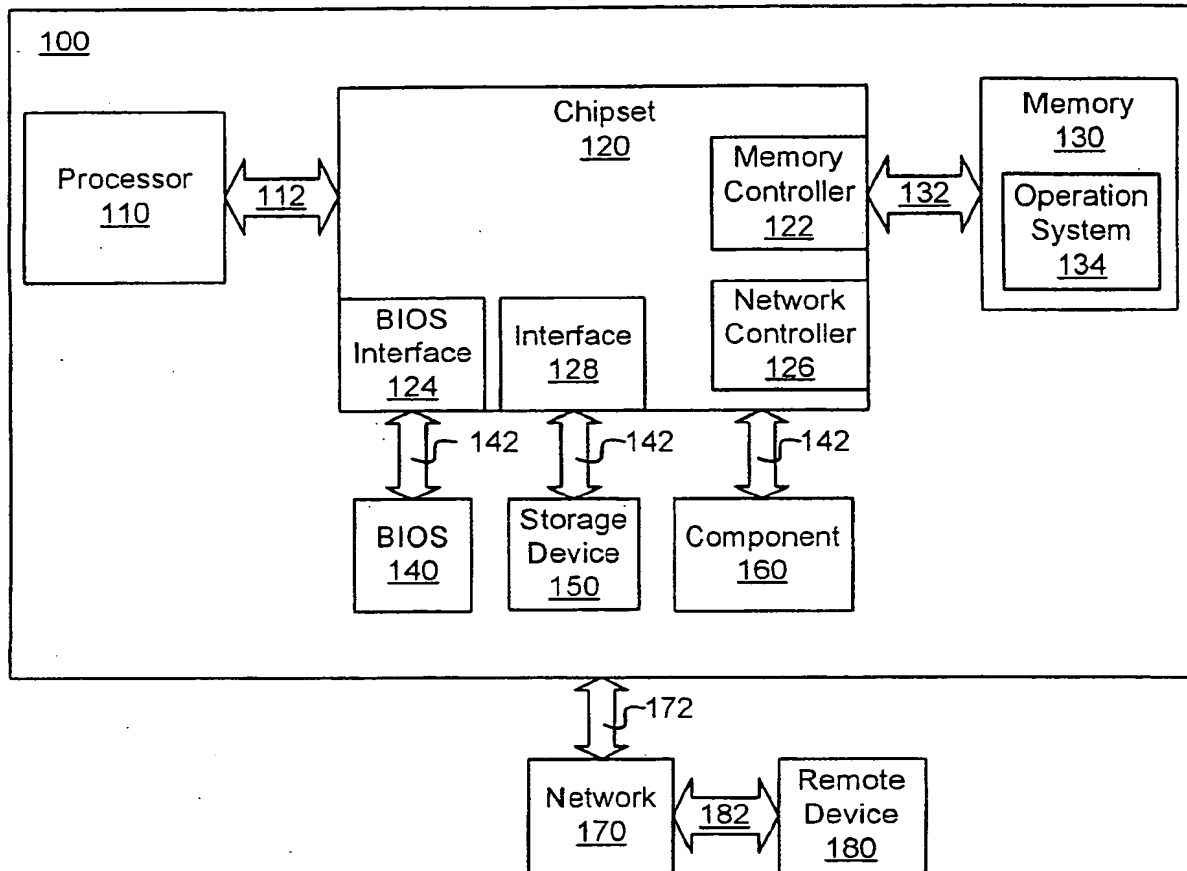 100
Processor
110
112
Chipset
120
Memory
Controller
122
Network
Controller
126
BIOS
Interface
124
Interface
128
132
Memory
130
Operation
System
134
142
142
142
BIOS
140
Storage
Device
150
Component
160
172
Network
170
182
Remote
Device
180